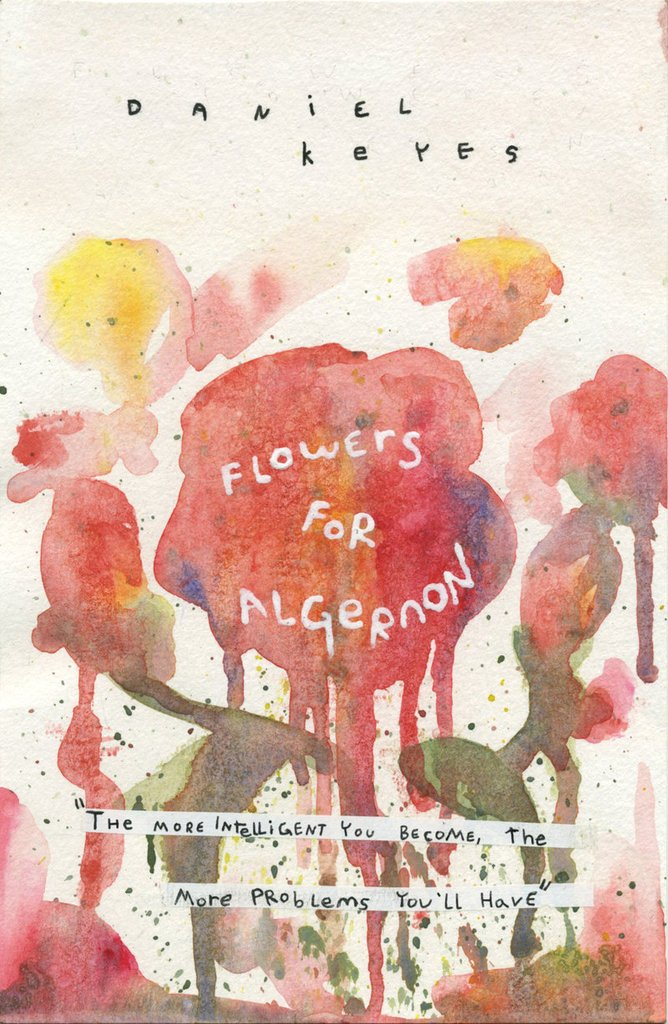 DANiEL
keYES
FLOWErS
FoR
ALGERnON
"THE MORE INtElliGENT YoU BECOME, the
MoRE PRoblemS YOU'll HavE"